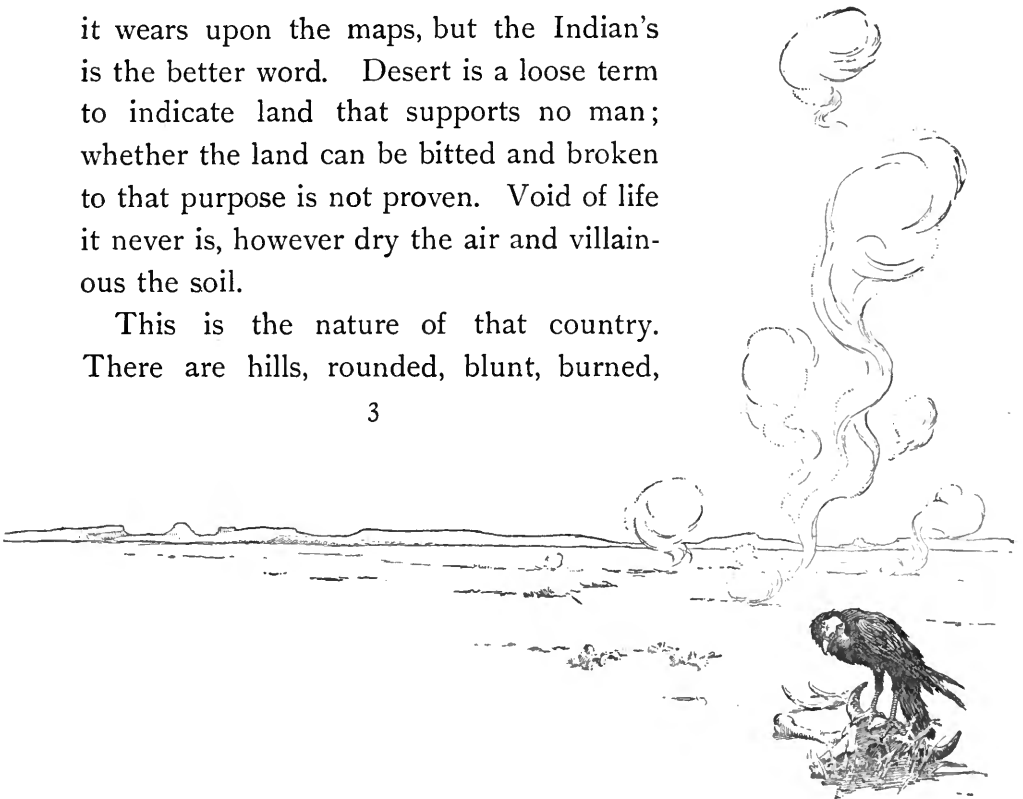 it wears upon the maps, but the Indian's
is the better word. Desert is a loose term
to indicate land that supports no man;
whether the land can be bitted and broken
to that purpose is not proven. Void of life
it never is, however dry the air and villain-
ous the soil.
This is the nature of that country.
There are hills, rounded, blunt, burned,
3